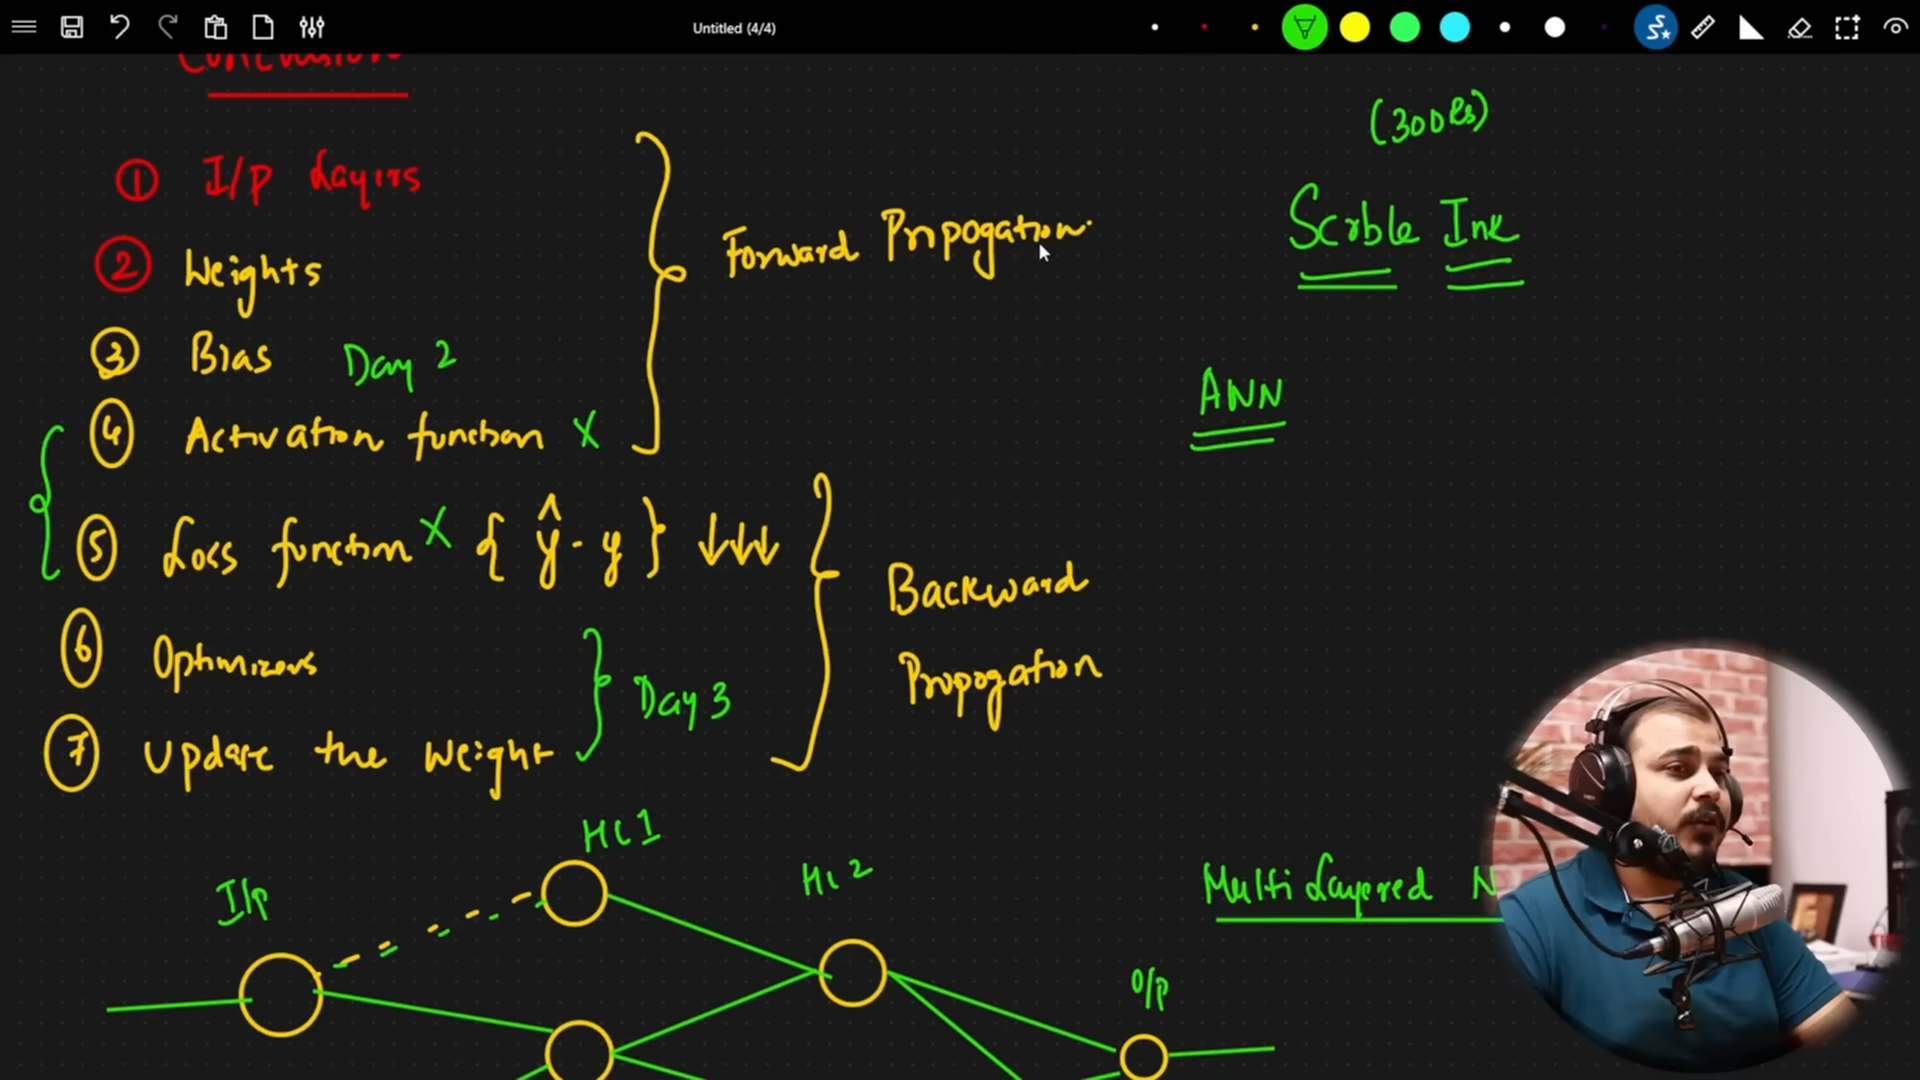 Untitled (4/4)
Conclusion
(300Rs)
① I/p Layers
Scrble Ink
② Weights
Forward Propogation
③ Bias Day 2
ANN
④ Activation function X
⑤ Loss function X { ŷ - y } ↓↓↓
Backward
Propogation
⑥ Optimizers
Day 3
⑦ Update the weight
HL1
HL2
I/p
Multi Layered N
O/p